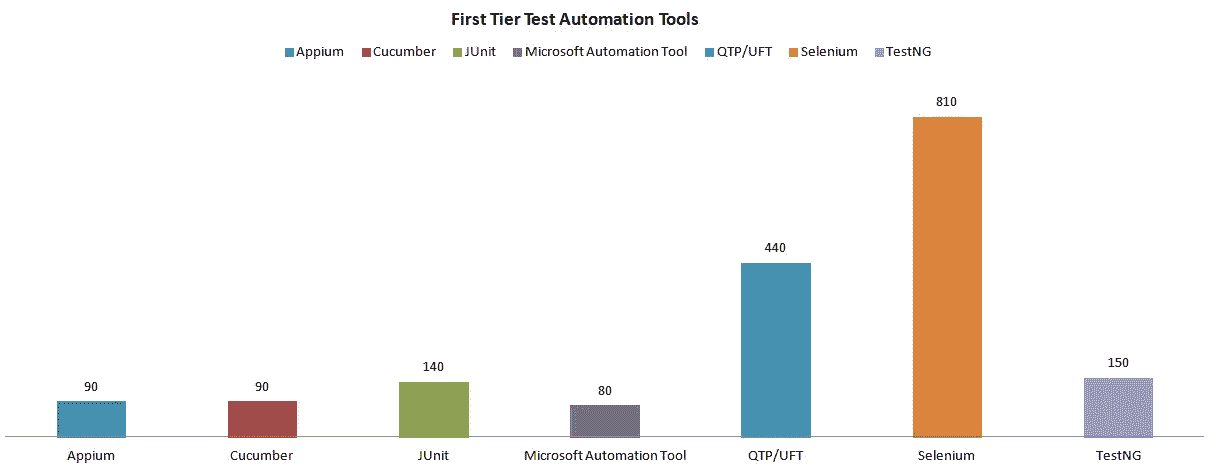 First Tier Test Automation Tools
Appium Cucumber JUnit Microsoft Automation Tool QTP/UFT Selenium TestNG
810
440
150
140
90 90 80
Appium Cucumber JUnit Microsoft Automation Tool QTP/UFT Selenium TestNG